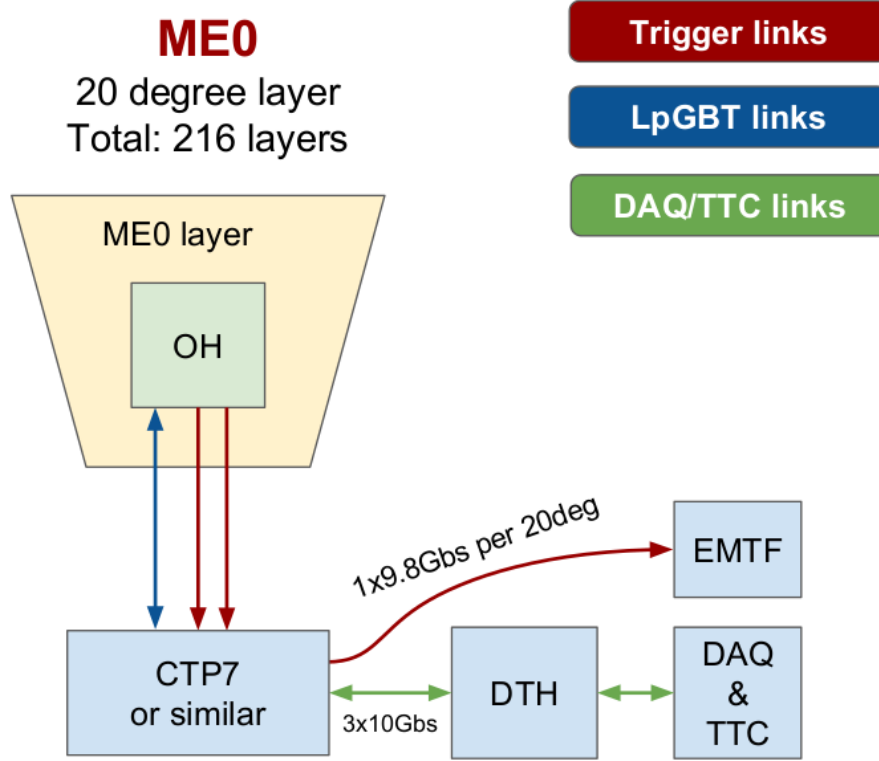 ME0
20 degree layer
Total: 216 layers
Trigger links
LpGBT links
DAQ/TTC links
ME0 layer
OH
1x9.8Gbs per 20deg
EMTF
CTP7
or similar
3x10Gbs
DTH
DAQ
&
TTC